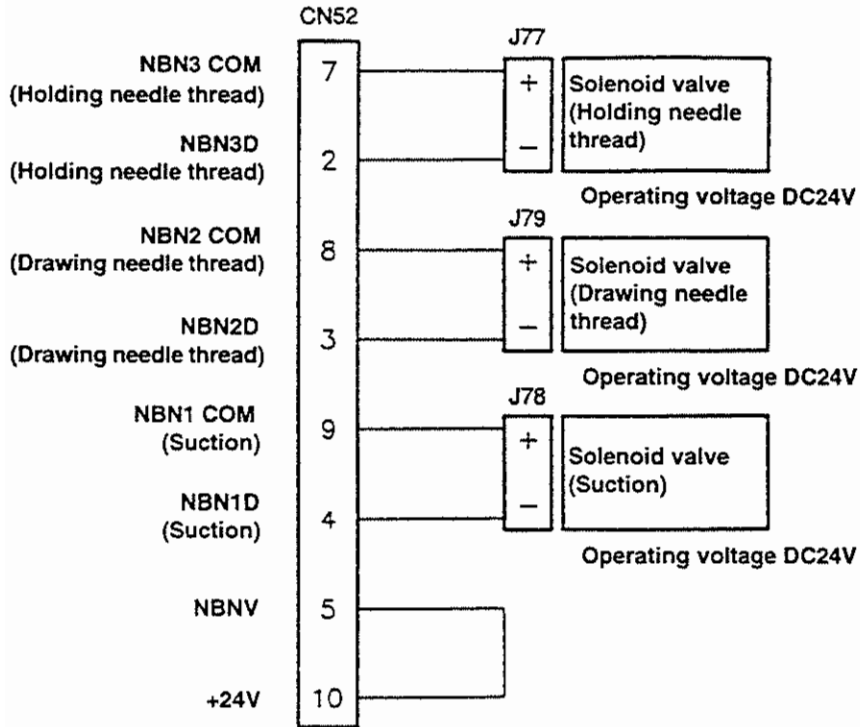 CN52
J77
NBN3 COM
(Holding needle thread)
7
+
Solenoid valve
(Holding needle
thread)
NBN3D
(Holding needle thread)
2
−
Operating voltage DC24V
J79
NBN2 COM
(Drawing needle thread)
8
+
Solenoid valve
(Drawing needle
thread)
NBN2D
(Drawing needle thread)
3
−
Operating voltage DC24V
J78
NBN1 COM
(Suction)
9
+
Solenoid valve
(Suction)
NBN1D
(Suction)
4
−
Operating voltage DC24V
NBNV
5
+24V
10